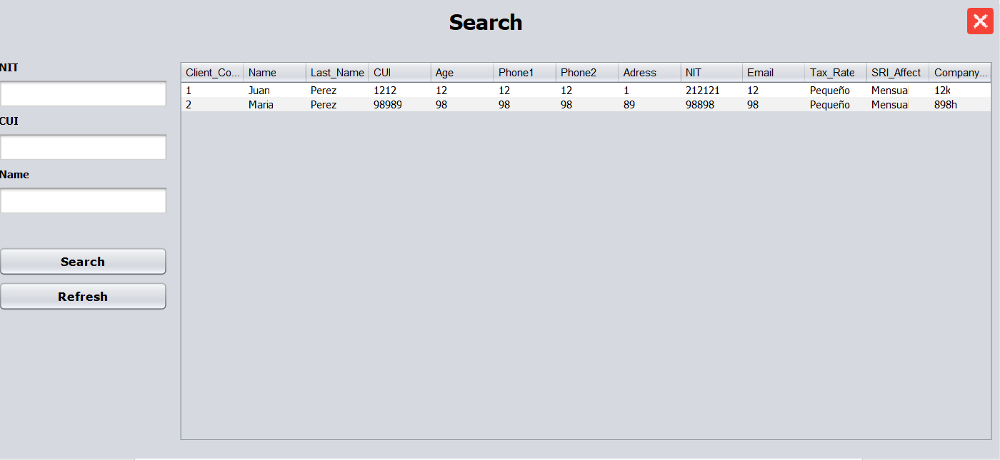 Search
NIT
CUI
Name
Search
Refresh
Client_Co... Name Last_Name CUI Age Phone1 Phone2 Adress NIT Email Tax_Rate SRI_Affect Company...
1 Juan Perez 1212 12 12 12 1 212121 12 Pequeño Mensual 12k
2 Maria Perez 98989 98 98 98 89 98898 98 Pequeño Mensual 898h